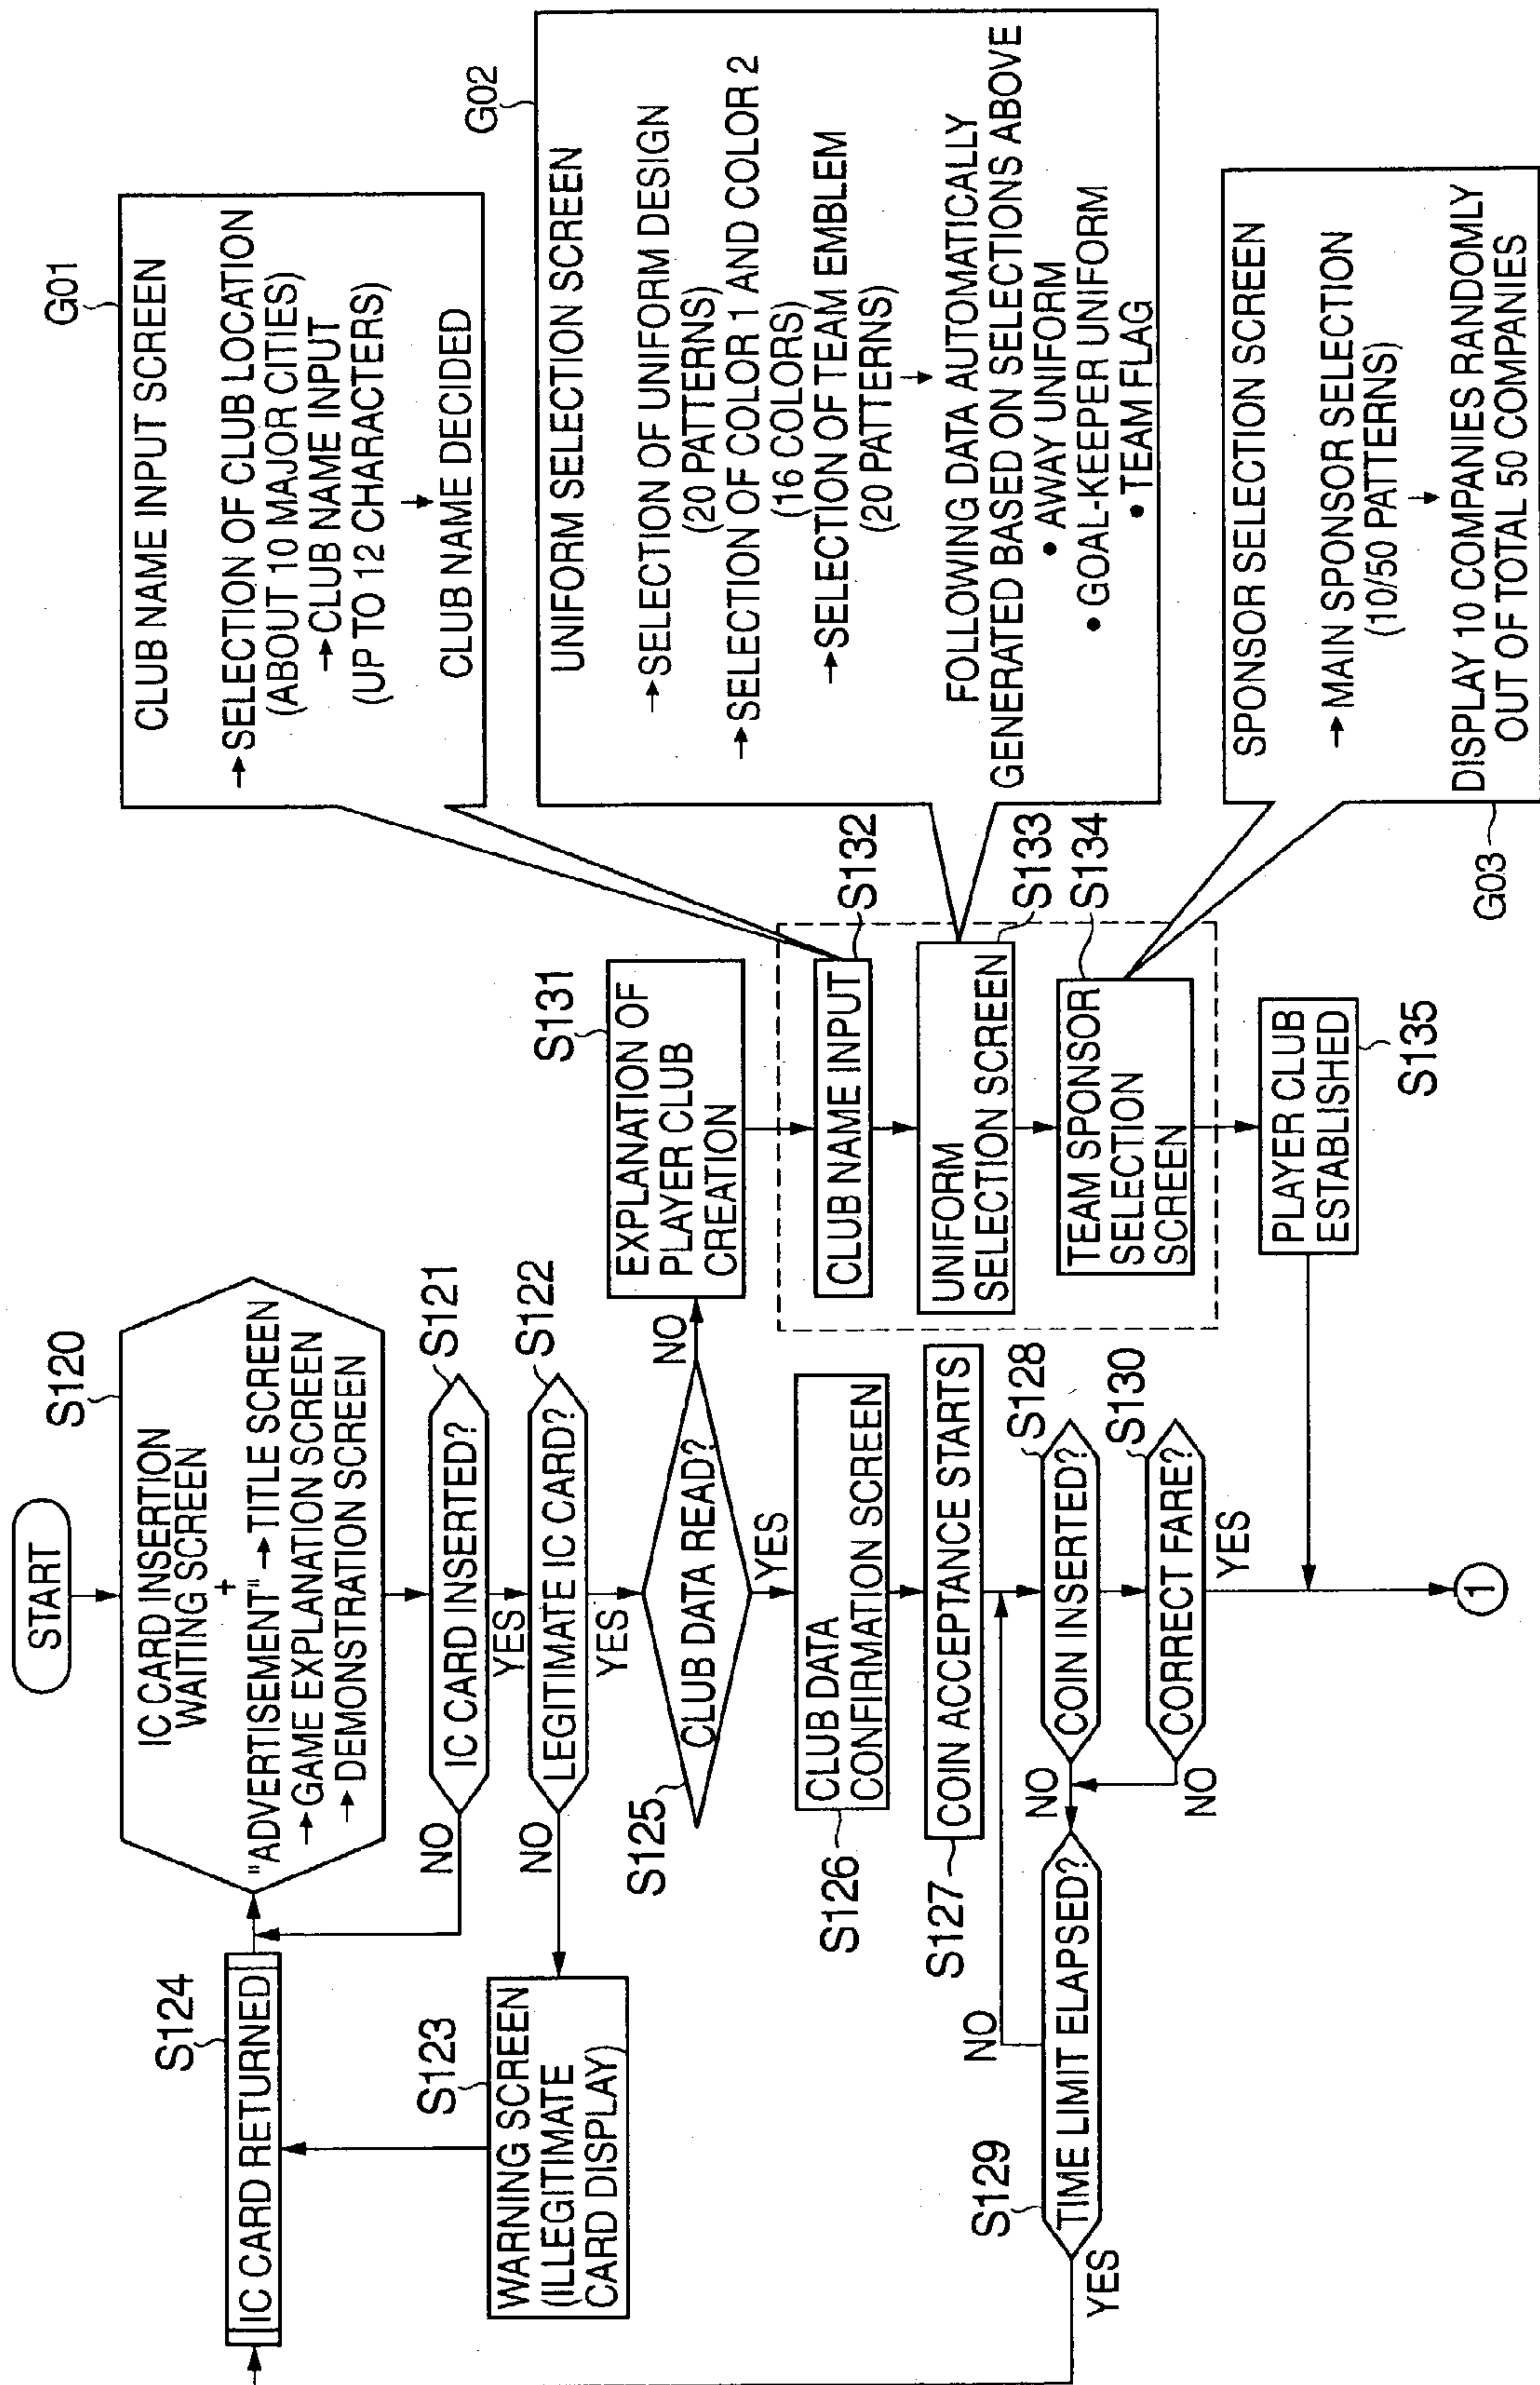 START
S120
IC CARD INSERTION
WAITING SCREEN
+
"ADVERTISEMENT"→TITLE SCREEN
→GAME EXPLANATION SCREEN
→DEMONSTRATION SCREEN
S124
IC CARD RETURNED
S121
IC CARD INSERTED?
NO
YES
S122
LEGITIMATE IC CARD?
NO
YES
S123
WARNING SCREEN
(ILLEGITIMATE
CARD DISPLAY)
S125
CLUB DATA READ?
NO
YES
S126
CLUB DATA
CONFIRMATION SCREEN
S127
COIN ACCEPTANCE STARTS
S128
COIN INSERTED?
NO
S130
CORRECT FARE?
NO
YES
S129
TIME LIMIT ELAPSED?
NO
YES
1
S131
EXPLANATION OF
PLAYER CLUB
CREATION
S132
CLUB NAME INPUT
S133
UNIFORM
SELECTION SCREEN
S134
TEAM SPONSOR
SELECTION
SCREEN
S135
PLAYER CLUB
ESTABLISHED
G01
CLUB NAME INPUT SCREEN
→SELECTION OF CLUB LOCATION
(ABOUT 10 MAJOR CITIES)
→CLUB NAME INPUT
(UP TO 12 CHARACTERS)
→
CLUB NAME DECIDED
G02
UNIFORM SELECTION SCREEN
→SELECTION OF UNIFORM DESIGN
(20 PATTERNS)
→SELECTION OF COLOR 1 AND COLOR 2
(16 COLORS)
→SELECTION OF TEAM EMBLEM
(20 PATTERNS)
→
FOLLOWING DATA AUTOMATICALLY
GENERATED BASED ON SELECTIONS ABOVE
• AWAY UNIFORM
• GOAL-KEEPER UNIFORM
• TEAM FLAG
G03
SPONSOR SELECTION SCREEN
→ MAIN SPONSOR SELECTION
(10/50 PATTERNS)
→
DISPLAY 10 COMPANIES RANDOMLY
OUT OF TOTAL 50 COMPANIES